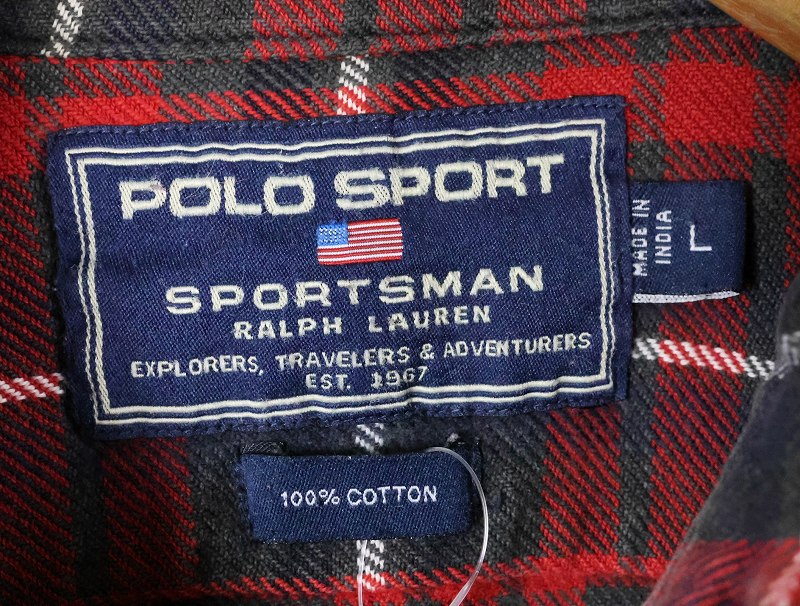 POLO SPORT
SPORTSMAN
RALPH LAUREN
EXPLORERS, TRAVELERS & ADVENTURERS
EST. 1967
MADE IN
INDIA
L
100% COTTON